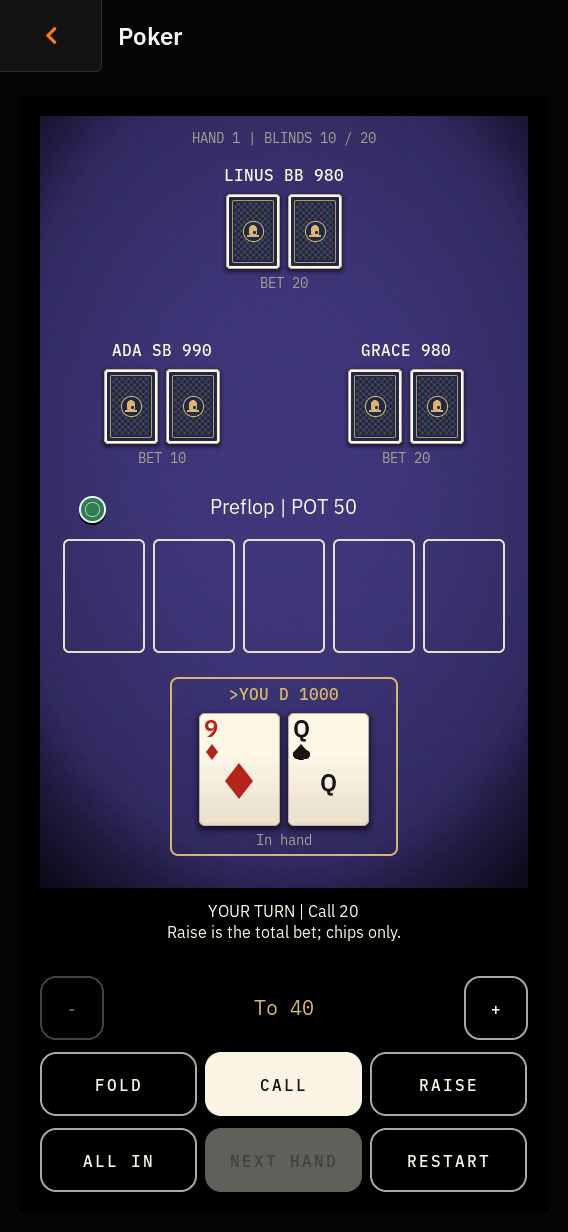 Poker
HAND 1 | BLINDS 10 / 20
LINUS BB 980
BET 20
ADA SB 990
GRACE 980
BET 10
BET 20
Preflop | POT 50
>YOU D 1000
9
Q
Q
In hand
YOUR TURN | Call 20
Raise is the total bet; chips only.
-
To 40
+
FOLD
CALL
RAISE
ALL IN
NEXT HAND
RESTART